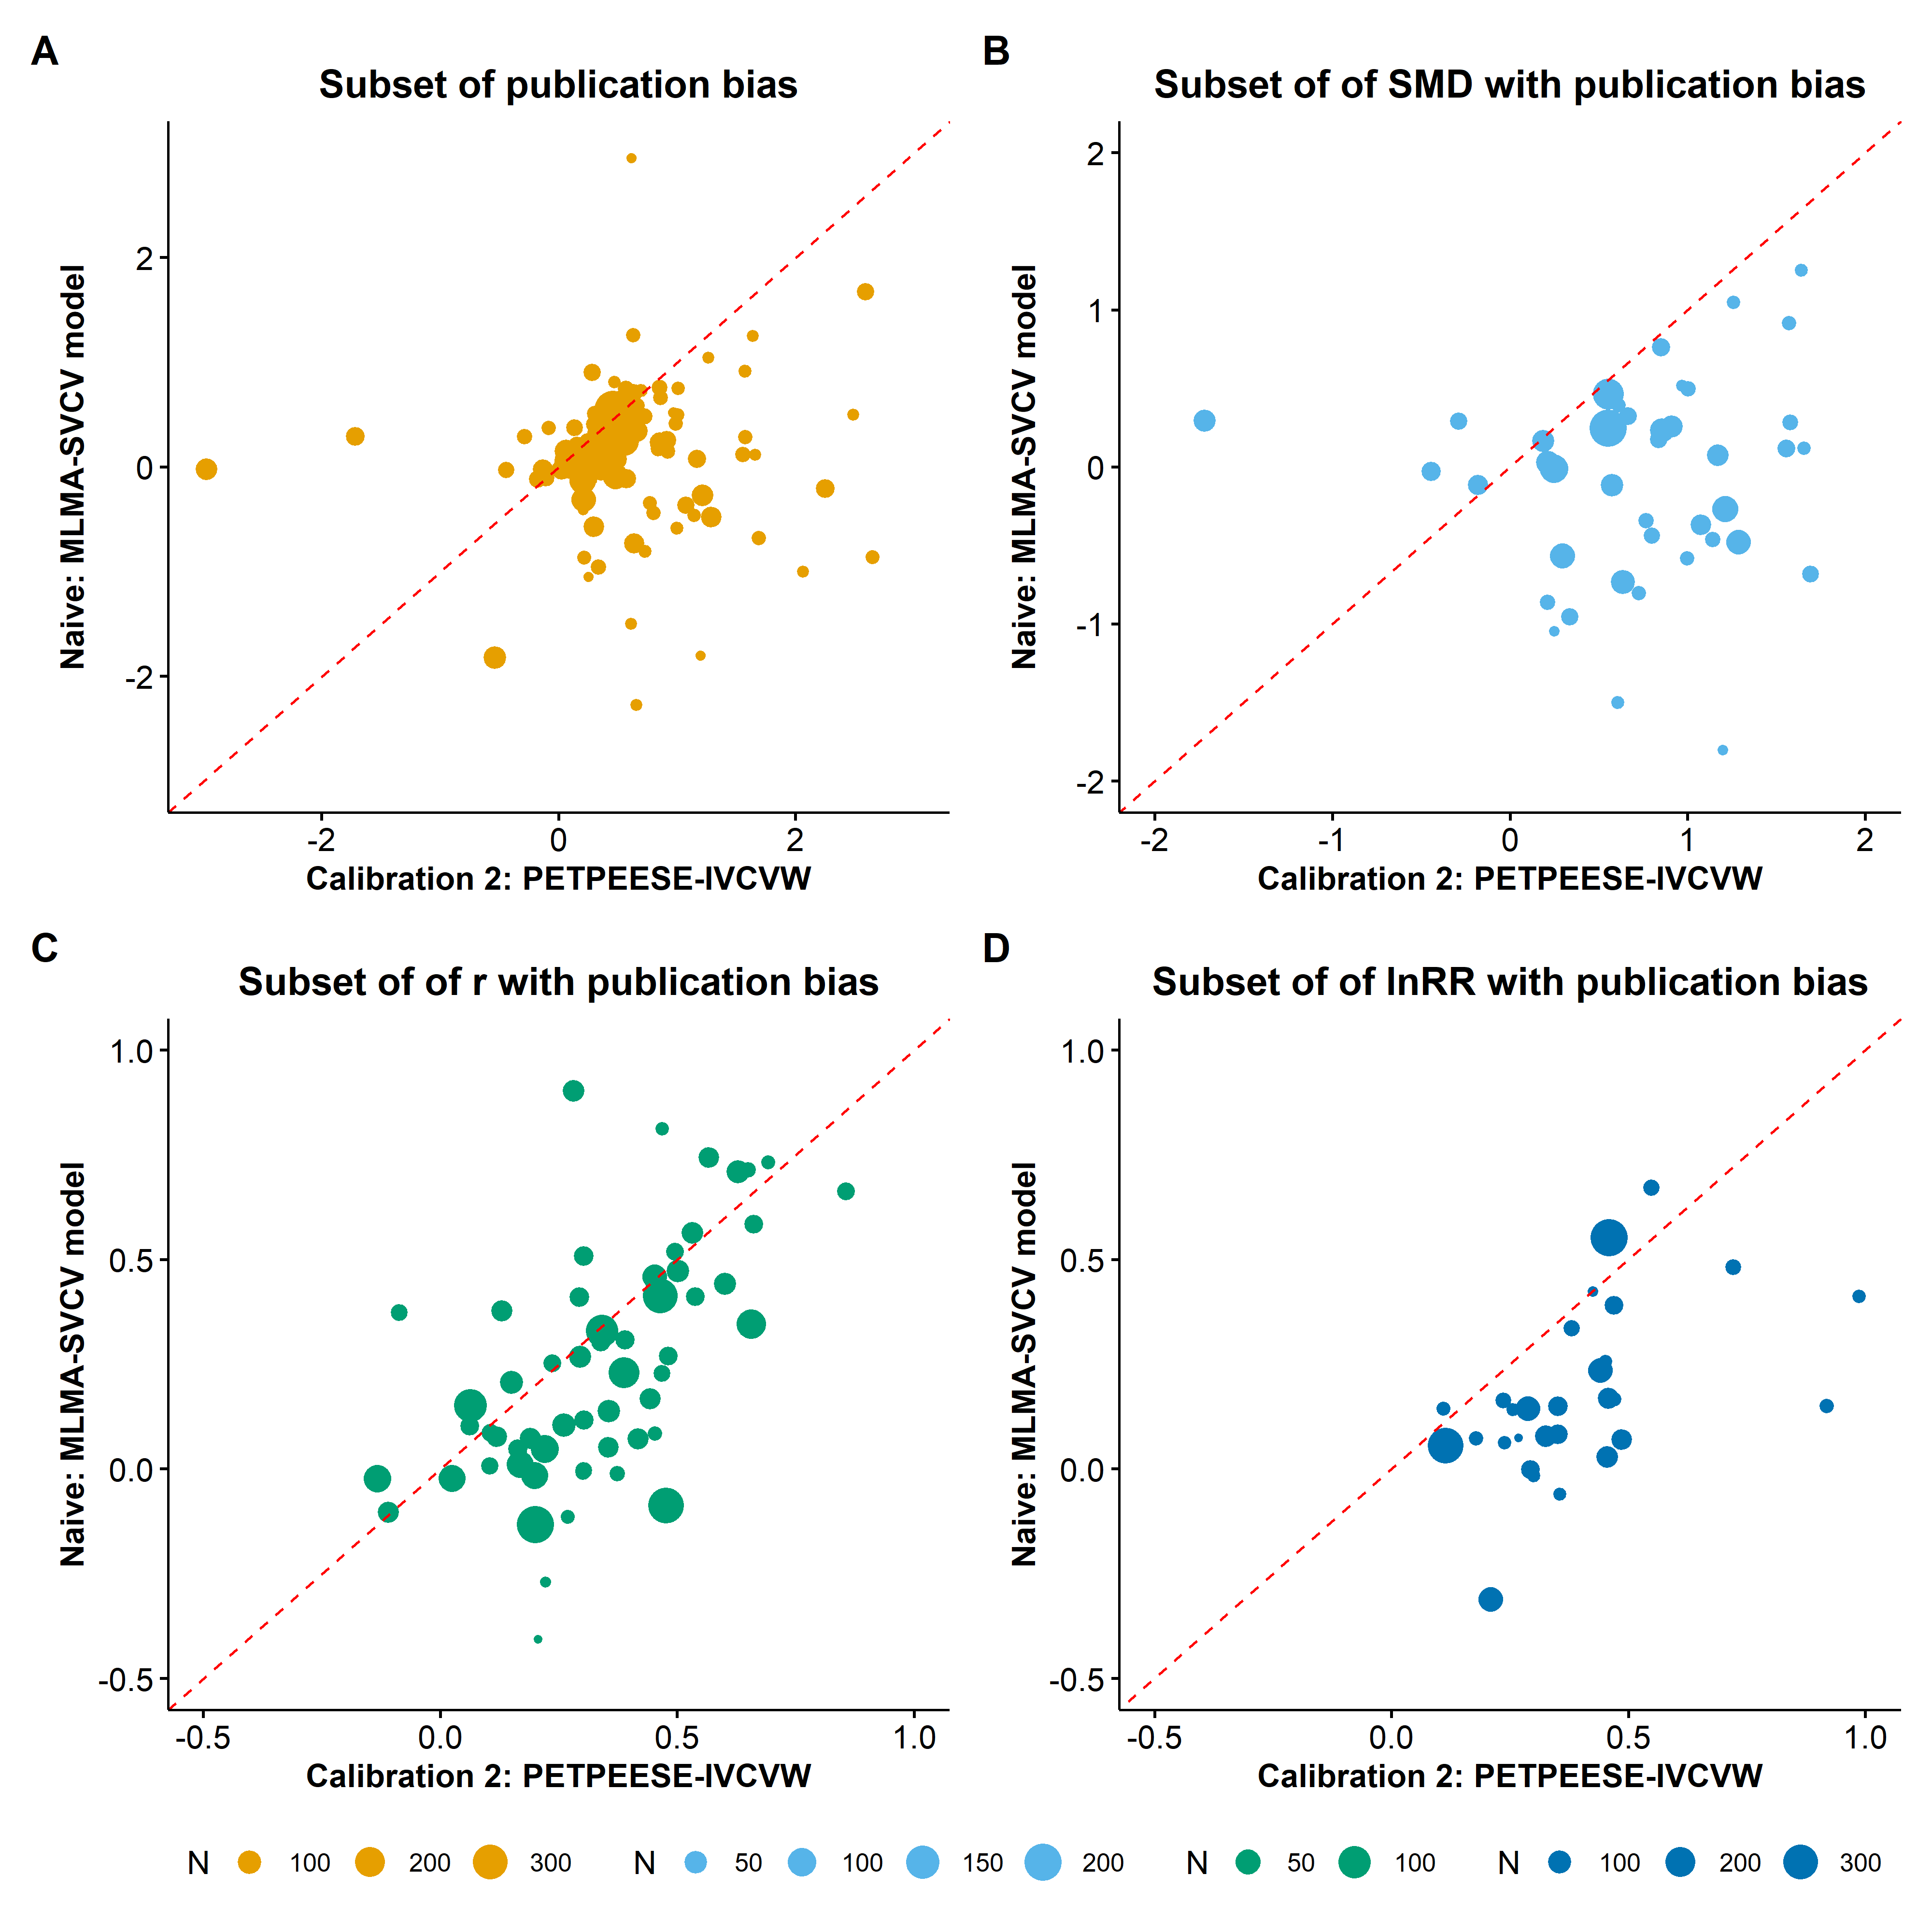 A
Subset of publication bias
Naive: MLMA-SVCV model
2
0
-2
-2
0
2
Calibration 2: PETPEESE-IVCVW
B
Subset of of SMD with publication bias
Naive: MLMA-SVCV model
2
1
0
-1
-2
-2
-1
0
1
2
Calibration 2: PETPEESE-IVCVW
C
Subset of of r with publication bias
Naive: MLMA-SVCV model
1.0
0.5
0.0
-0.5
-0.5
0.0
0.5
1.0
Calibration 2: PETPEESE-IVCVW
D
Subset of of lnRR with publication bias
Naive: MLMA-SVCV model
1.0
0.5
0.0
-0.5
-0.5
0.0
0.5
1.0
Calibration 2: PETPEESE-IVCVW
N 100 200 300
N 50 100 150 200
N 50 100
N 100 200 300